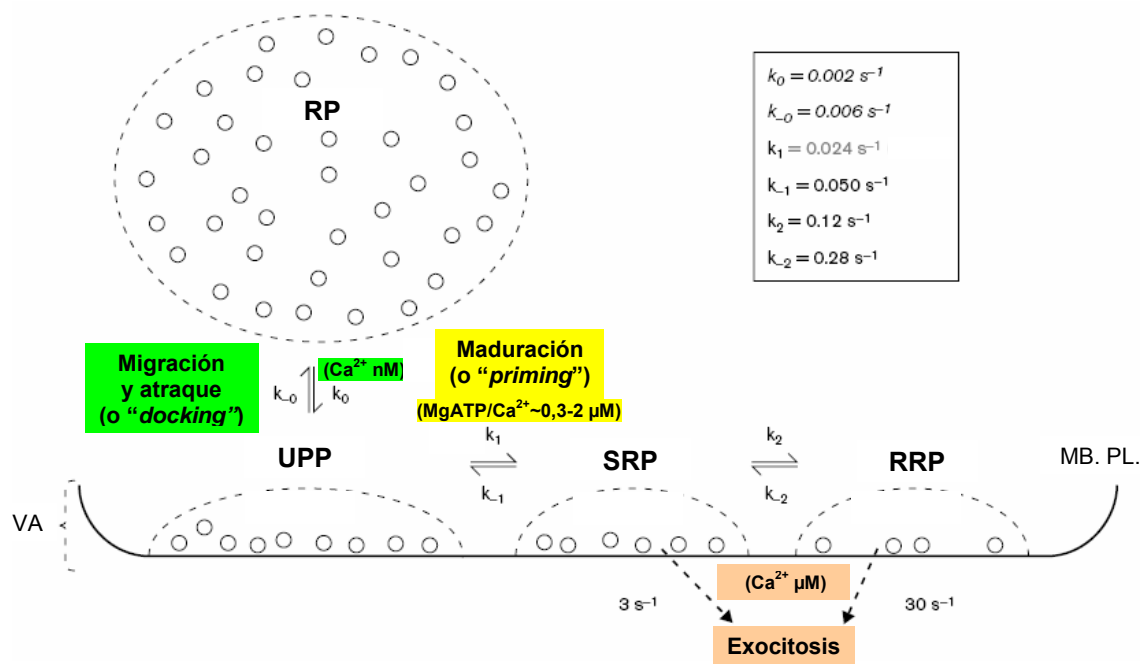 RP
k₀ = 0.002 s⁻¹
k₋₀ = 0.006 s⁻¹
k₁ = 0.024 s⁻¹
k₋₁ = 0.050 s⁻¹
k₂ = 0.12 s⁻¹
k₋₂ = 0.28 s⁻¹
Migración
y atraque
(o “docking”)
k₋₀
k₀
(Ca²⁺ nM)
Maduración
(o “priming”)
(MgATP/Ca²⁺~0,3-2 µM)
UPP
k₁
k₋₁
SRP
k₂
k₋₂
RRP
MB. PL.
VA
(Ca²⁺ µM)
3 s⁻¹
30 s⁻¹
Exocitosis